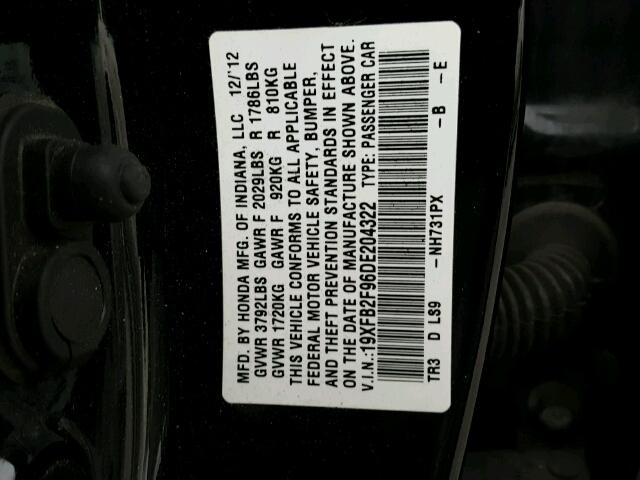 MFD. BY HONDA MFG. OF INDIANA, LLC 12/'12
GVWR 3792LBS GAWR F 2029LBS R 1786LBS
GVWR 1720KG GAWR F 920KG R 810KG
THIS VEHICLE CONFORMS TO ALL APPLICABLE
FEDERAL MOTOR VEHICLE SAFETY, BUMPER,
AND THEFT PREVENTION STANDARDS IN EFFECT
ON THE DATE OF MANUFACTURE SHOWN ABOVE.
V.I.N.:19XFB2F96DE204322 TYPE: PASSENGER CAR
TR3 D LS9 -NH731PX -B -E